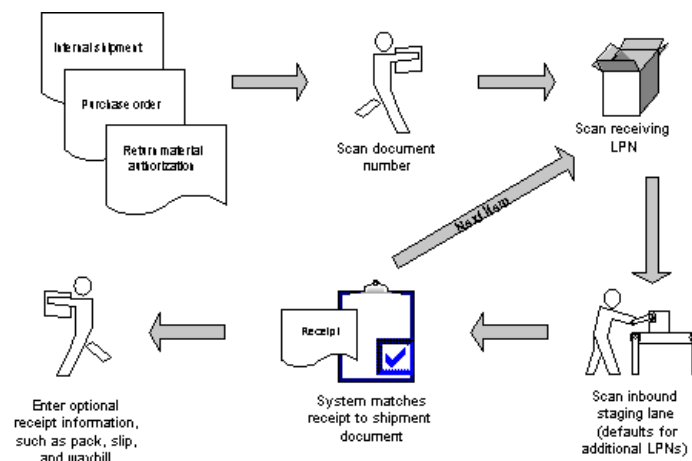 Internal shipment
Purchase order
Return material
authorization
Scan document
number
Scan receiving
LPN
Next Item
Receipt
System matches
receipt to shipment
document
Scan inbound
staging lane
(defaults for
additional LPNs)
Enter optional
receipt information,
such as pack, slip,
and waybill